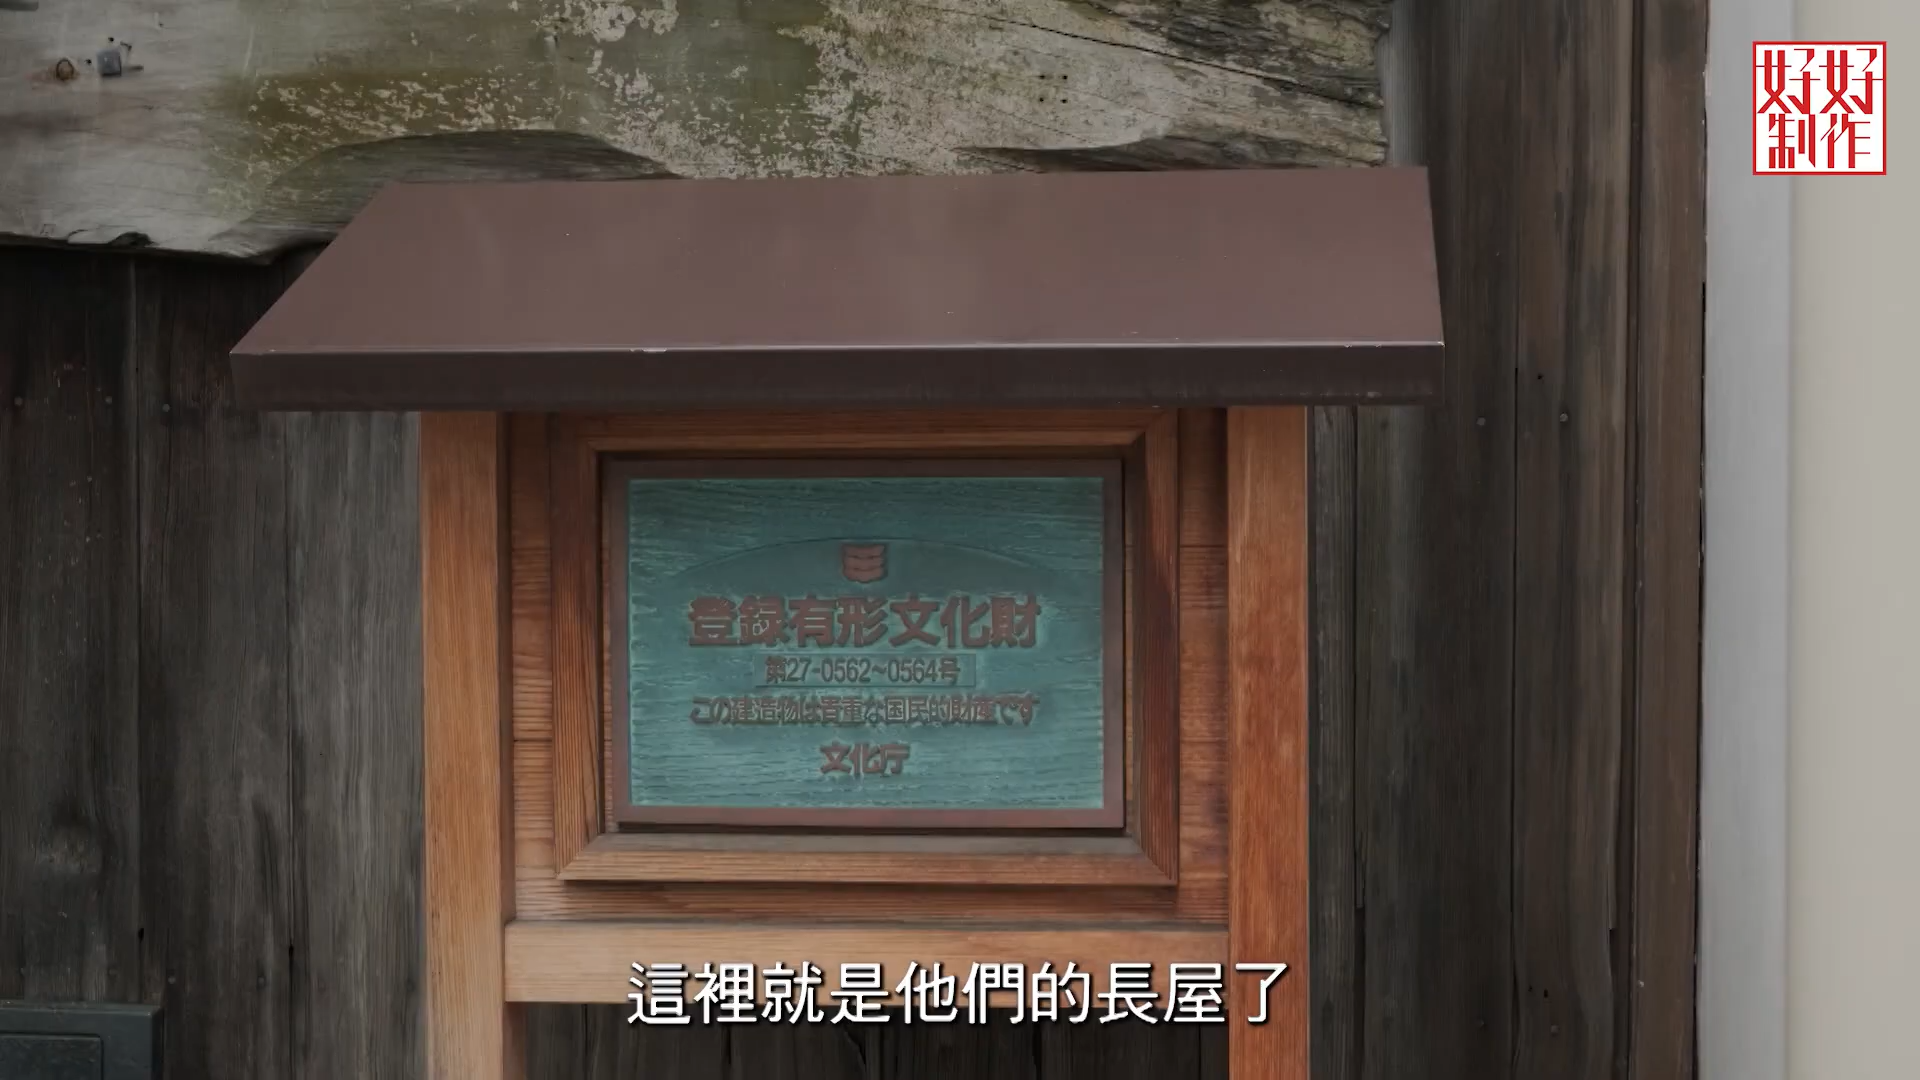 好好
制作
登録有形文化財
第27-0562~0564号
この建造物は貴重な国民的財産です
文化庁
這裡就是他們的長屋了